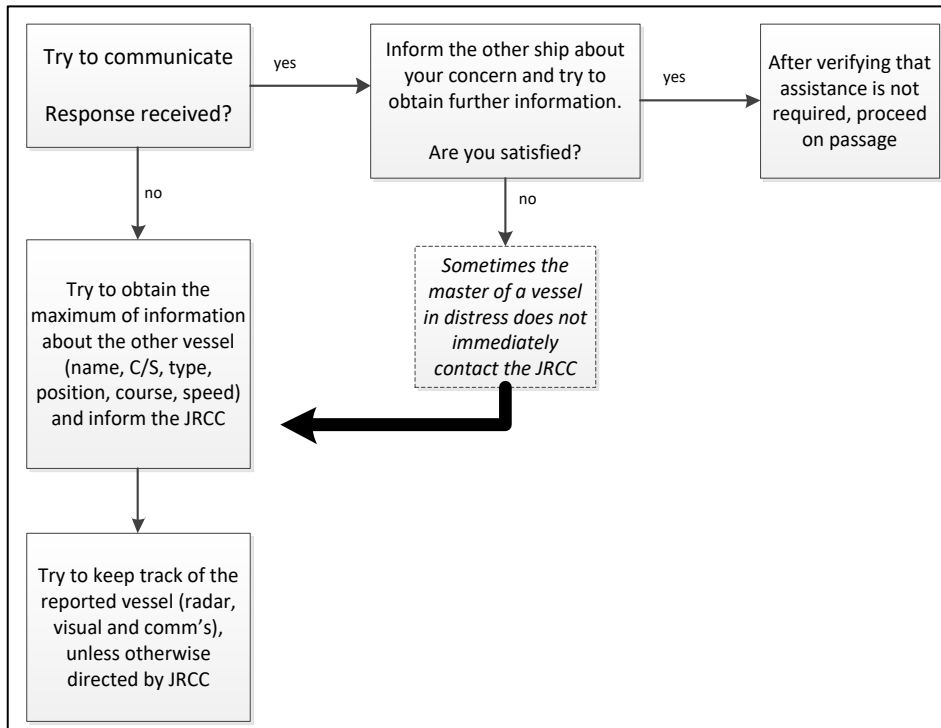 Try to communicate
Response received?
yes
Inform the other ship about
your concern and try to
obtain further information.
Are you satisfied?
yes
After verifying that
assistance is not
required, proceed
on passage
no
no
Try to obtain the
maximum of information
about the other vessel
(name, C/S, type,
position, course, speed)
and inform the JRCC
Sometimes the
master of a vessel
in distress does not
immediately
contact the JRCC
Try to keep track of the
reported vessel (radar,
visual and comm’s),
unless otherwise
directed by JRCC